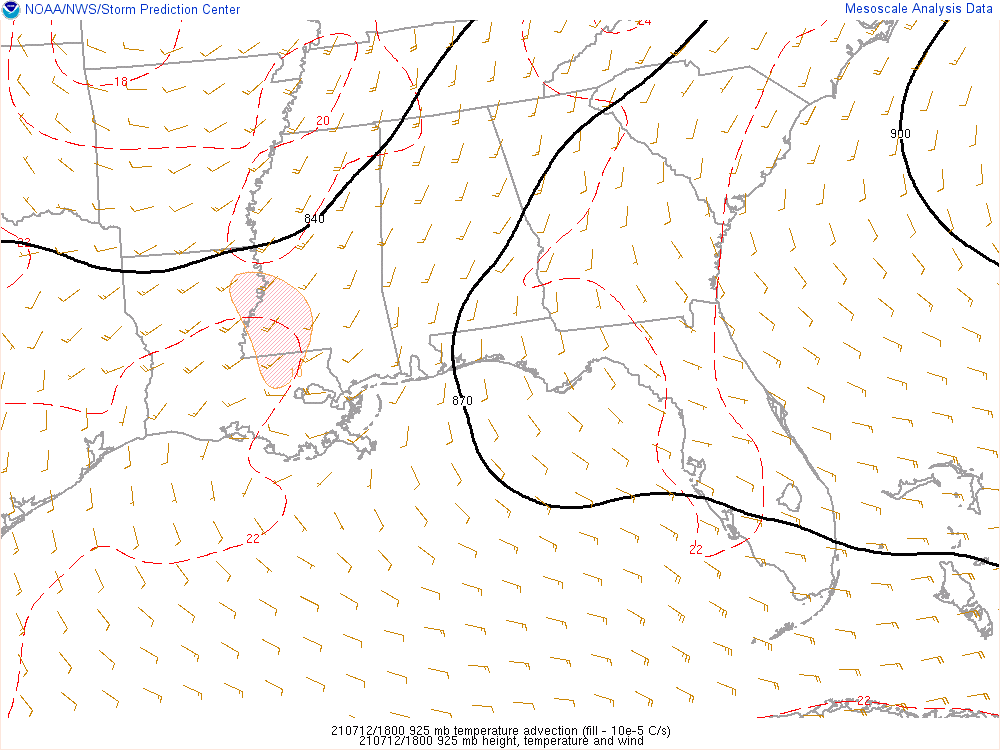 NOAA/NWS/Storm Prediction Center
Mesoscale Analysis Data
24
18
20
900
840
22
870
22
22
22
210712/1800 925 mb temperature advection (fill - 10e-5 C/s)
210712/1800 925 mb height, temperature and wind